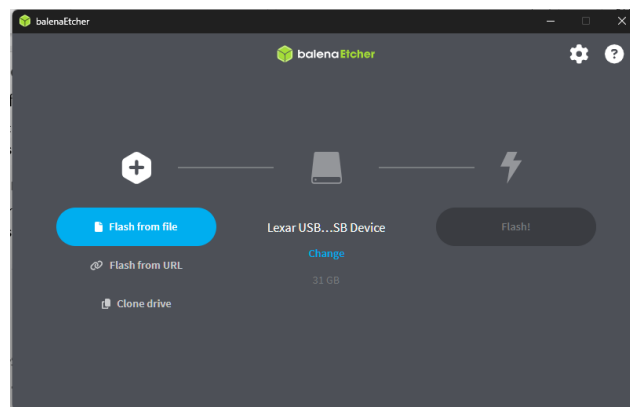 balenaEtcher
balenaEtcher
Flash from file
Lexar USB...SB Device
Flash!
Flash from URL
Change
31 GB
Clone drive